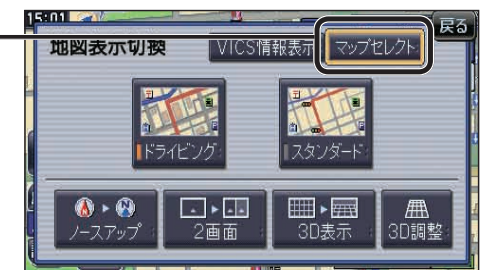 15:01
戻る
地図表示切換
VICS情報表示
マップセレクト
ドライビング
スタンダード
ノースアップ
2画面
3D表示
3D調整